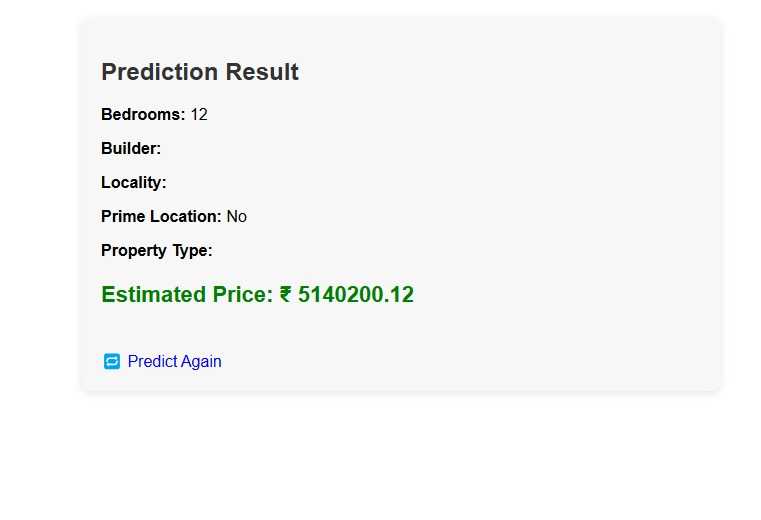 Prediction Result
Bedrooms: 12
Builder:
Locality:
Prime Location: No
Property Type:
Estimated Price: ₹ 5140200.12
Predict Again